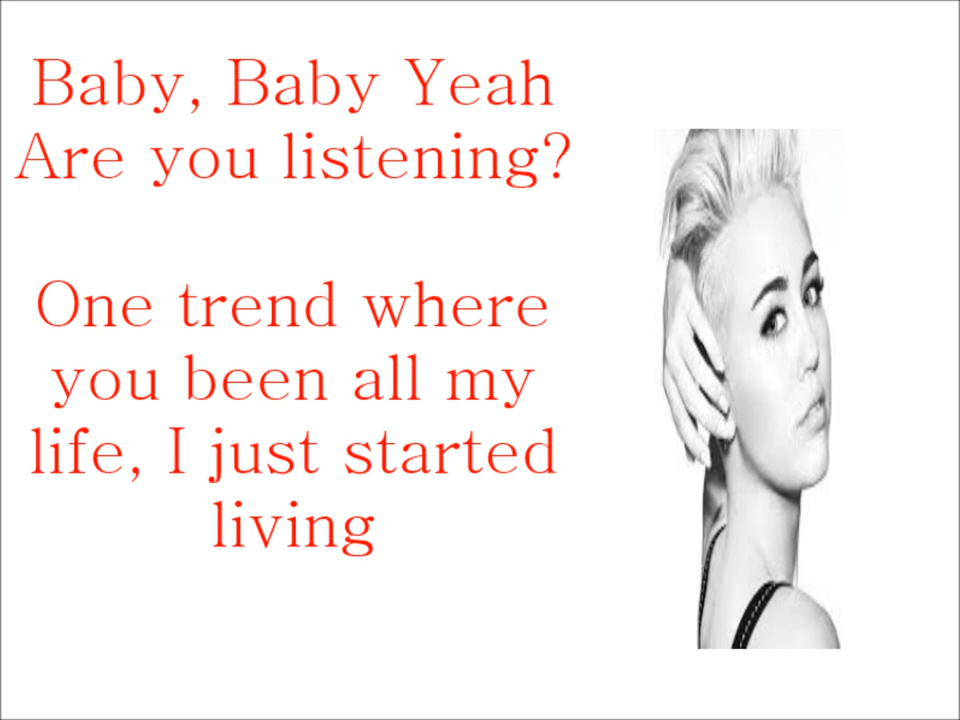 Baby, Baby Yeah
Are you listening?
One trend where
you been all my
life, I just started
living